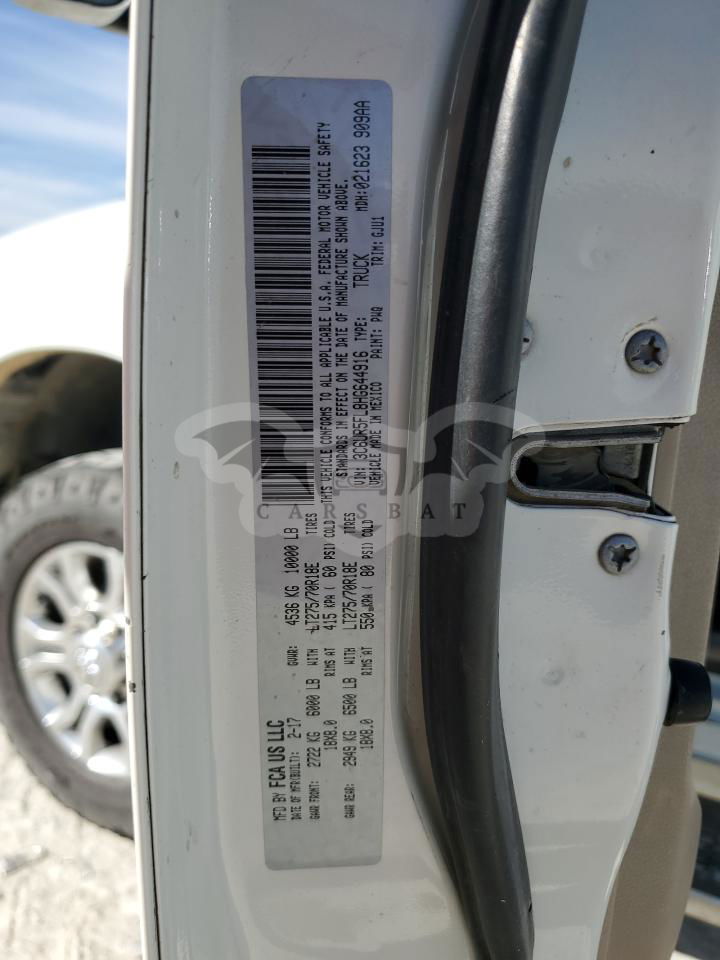 MFD BY FCA US LLC
DATE OF MFR(BUILT): 2-17 GVWR: 4536 KG 10000 LB
GAWR FRONT: 2722 KG 6000 LB WITH LT275/70R18E TIRES
18X8.0 RIMS AT 415 KPA ( 60 PSI) COLD
GAWR REAR: 2949 KG 6500 LB WITH LT275/70R18E TIRES
18X8.0 RIMS AT 550 KPA ( 80 PSI) COLD
THIS VEHICLE CONFORMS TO ALL APPLICABLE U.S.A. FEDERAL MOTOR VEHICLE SAFETY
STANDARDS IN EFFECT ON THE DATE OF MANUFACTURE SHOWN ABOVE.
VIN: 3C6UR5FL8HG644916 TYPE: TRUCK MDH: 021623 909AA
VEHICLE MADE IN MEXICO PAINT: PW0 TRIM: GJU1
CARSBAT